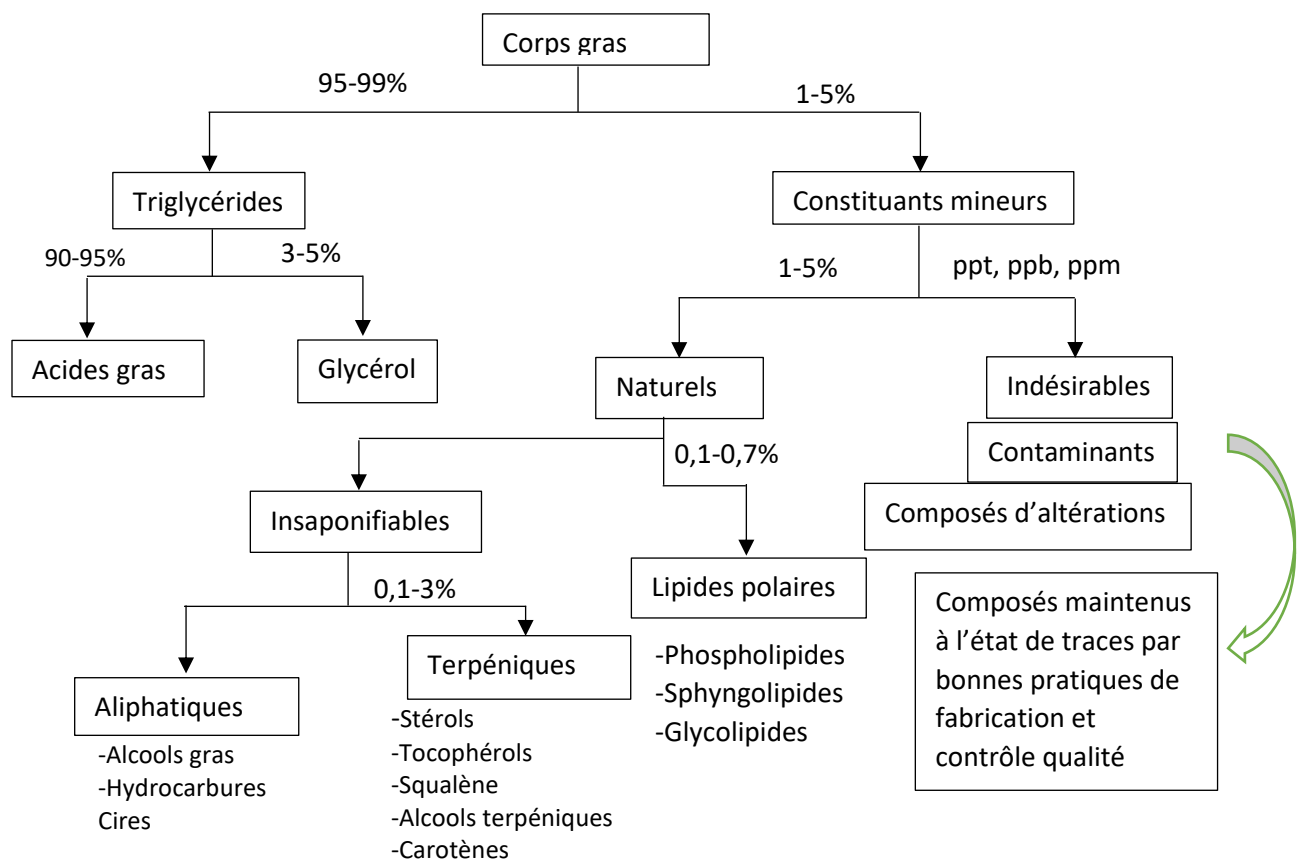 Corps gras
95-99%
1-5%
Triglycérides
Constituants mineurs
90-95%
3-5%
1-5%
ppt, ppb, ppm
Acides gras
Glycérol
Naturels
Indésirables
0,1-0,7%
Contaminants
Insaponifiables
Composés d’altérations
0,1-3%
Lipides polaires
-Phospholipides
-Sphyngolipides
-Glycolipides
Composés maintenus
à l’état de traces par
bonnes pratiques de
fabrication et
contrôle qualité
Aliphatiques
-Alcools gras
-Hydrocarbures
Cires
Terpéniques
-Stérols
-Tocophérols
-Squalène
-Alcools terpéniques
-Carotènes